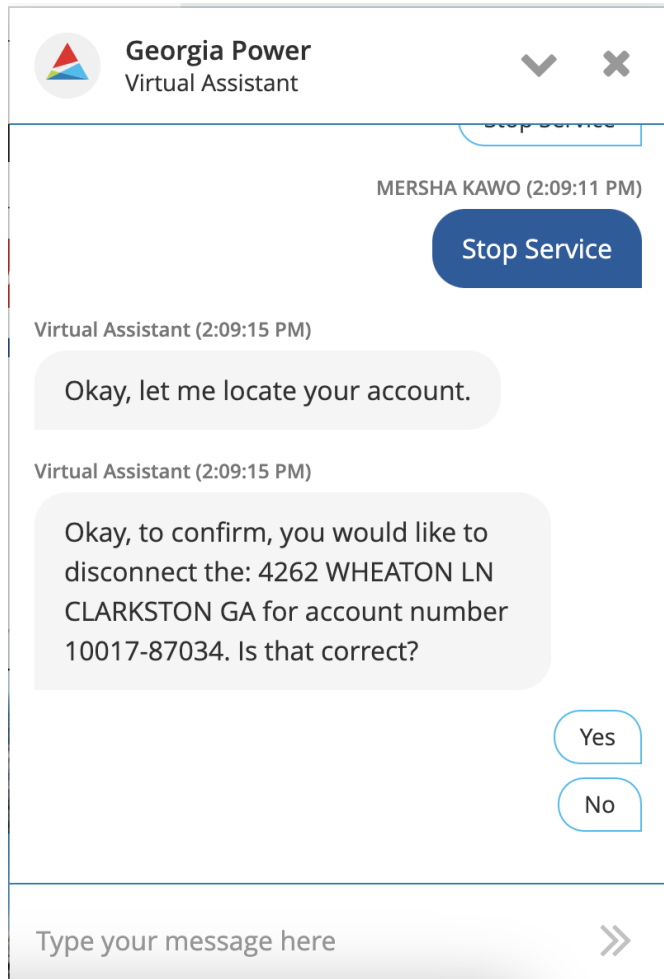 Georgia Power
Virtual Assistant
Stop Service
MERSHA KAWO (2:09:11 PM)
Stop Service
Virtual Assistant (2:09:15 PM)
Okay, let me locate your account.
Virtual Assistant (2:09:15 PM)
Okay, to confirm, you would like to
disconnect the: 4262 WHEATON LN
CLARKSTON GA for account number
10017-87034. Is that correct?
Yes
No
Type your message here